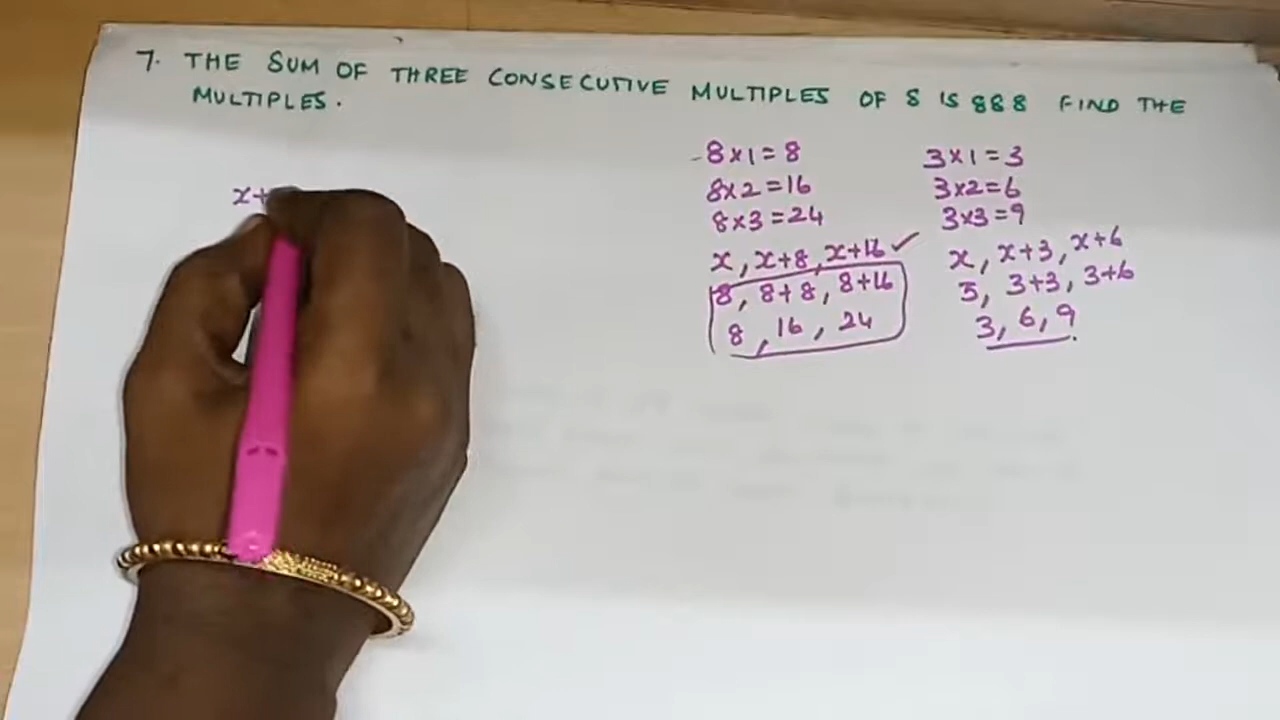 7. THE SUM OF THREE CONSECUTIVE MULTIPLES OF 8 IS 888 FIND THE
MULTIPLES.
x+
8×1=8
8×2=16
8×3=24
x, x+8, x+16 ✓
8, 8+8, 8+16
8, 16, 24
3×1=3
3×2=6
3×3=9
x, x+3, x+6
3, 3+3, 3+6
3, 6, 9.